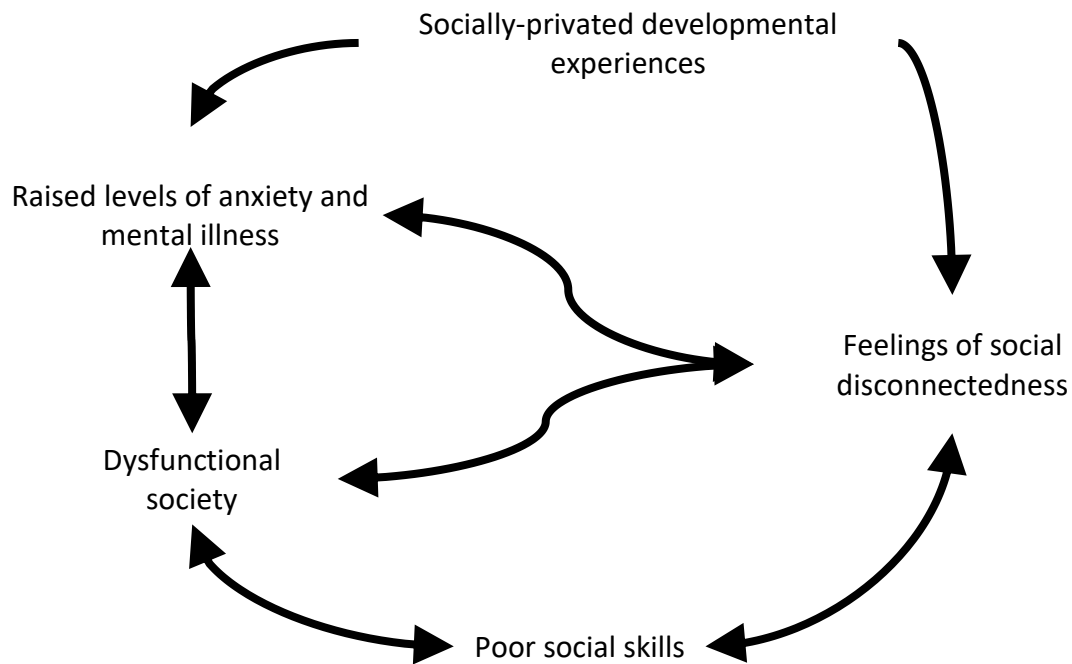 Socially-privated developmental
experiences
Raised levels of anxiety and
mental illness
Feelings of social
disconnectedness
Dysfunctional
society
Poor social skills